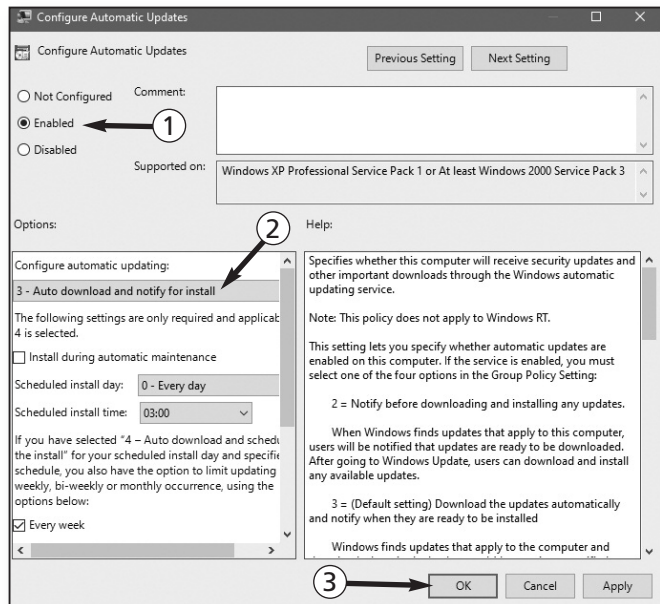 Configure Automatic Updates
Configure Automatic Updates
Previous Setting
Next Setting
Not Configured
Comment:
Enabled
1
Disabled
Supported on:
Windows XP Professional Service Pack 1 or At least Windows 2000 Service Pack 3
Options:
2
Help:
Configure automatic updating:
3 - Auto download and notify for install
The following settings are only required and applicab
4 is selected.
Install during automatic maintenance
Scheduled install day:
0 - Every day
Scheduled install time:
03:00
If you have selected “4 – Auto download and schedu
the install” for your scheduled install day and specifie
schedule, you also have the option to limit updating
weekly, bi-weekly or monthly occurrence, using the
options below:
Every week
Specifies whether this computer will receive security updates and
other important downloads through the Windows automatic
updating service.
Note: This policy does not apply to Windows RT.
This setting lets you specify whether automatic updates are
enabled on this computer. If the service is enabled, you must
select one of the four options in the Group Policy Setting:
2 = Notify before downloading and installing any updates.
When Windows finds updates that apply to this computer,
users will be notified that updates are ready to be downloaded.
After going to Windows Update, users can download and install
any available updates.
3 = (Default setting) Download the updates automatically
and notify when they are ready to be installed
Windows finds updates that apply to the computer and
3
OK
Cancel
Apply